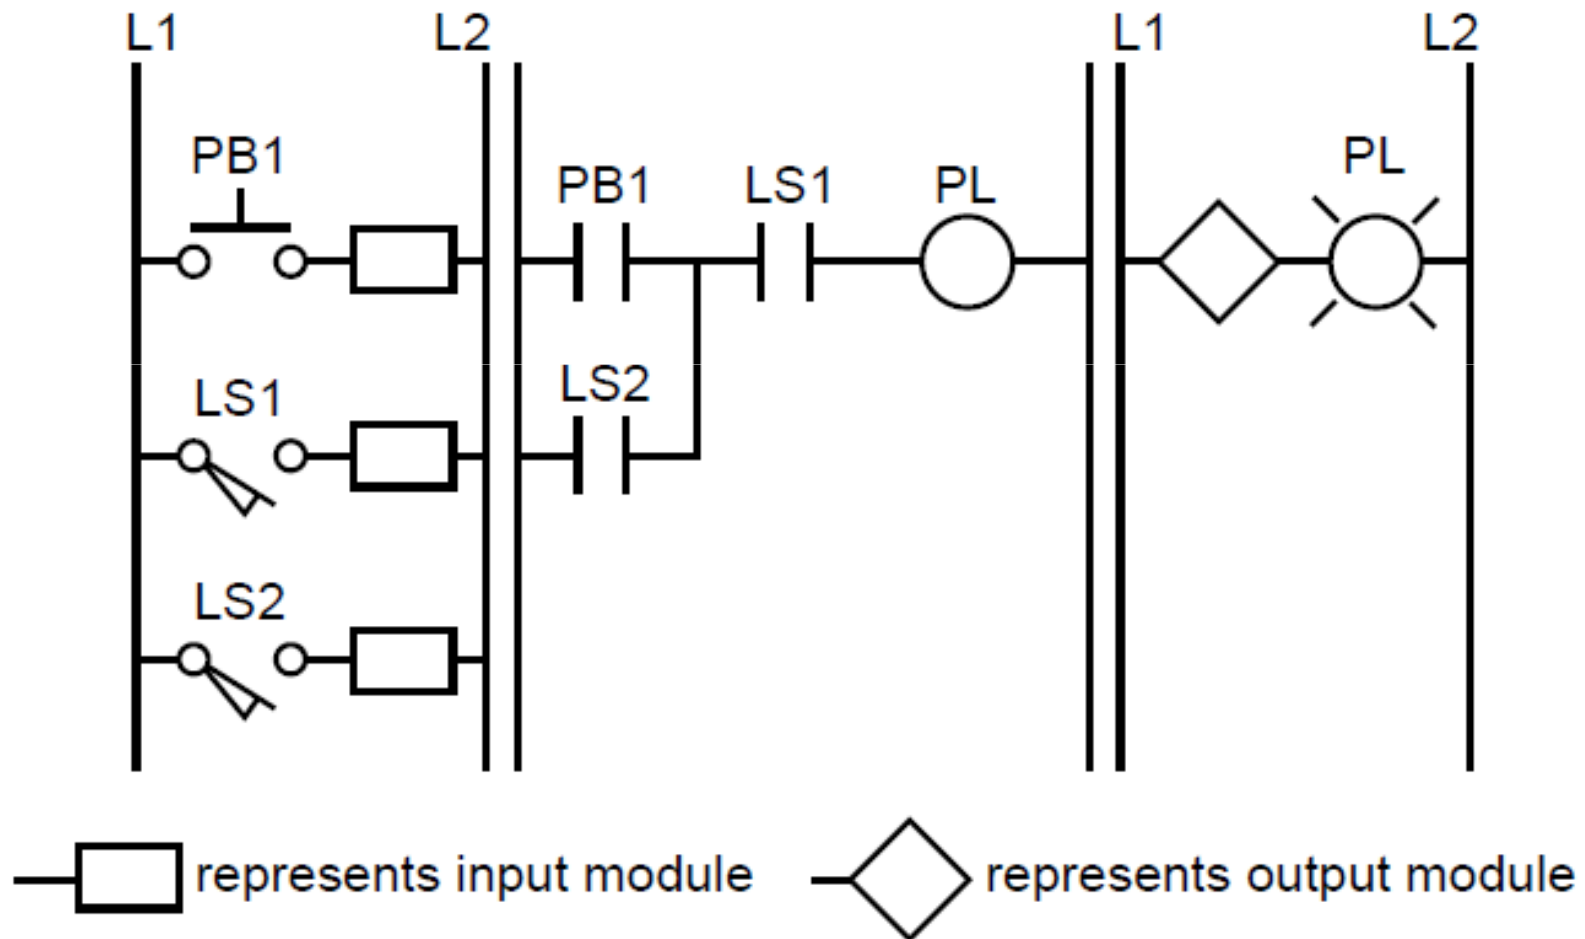 L1 L2 L1 L2
PB1 PB1 LS1 PL PL
LS1 LS2
LS2
represents input module represents output module